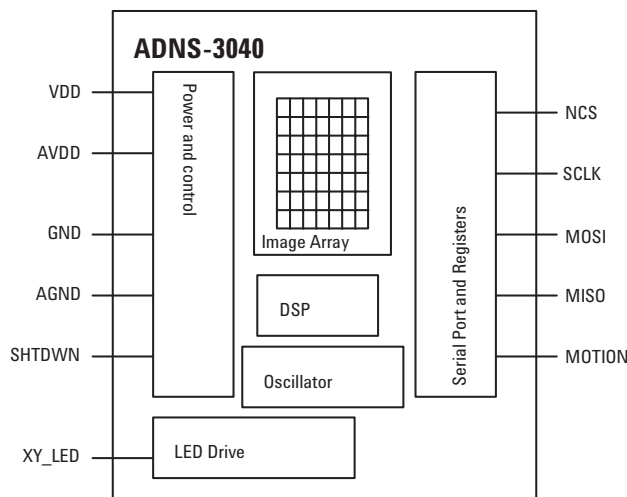 ADNS-3040
VDD
AVDD
GND
AGND
SHTDWN
XY_LED
Power and control
Image Array
DSP
Oscillator
LED Drive
Serial Port and Registers
NCS
SCLK
MOSI
MISO
MOTION